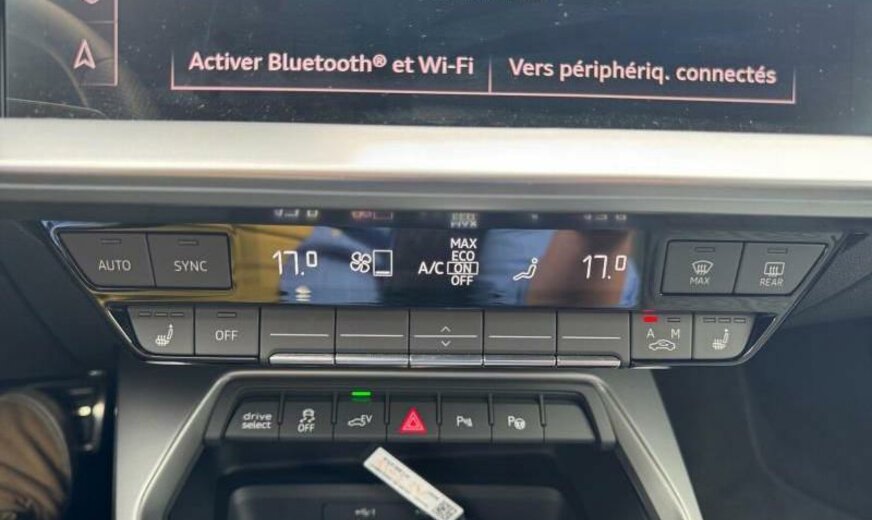 Activer Bluetooth® et Wi-Fi
Vers périphériq. connectés
AUTO
SYNC
17.0
A/C
MAX
ECO
ON
OFF
17.0
MAX
REAR
OFF
A M
drive
select
OFF
EV
P
P